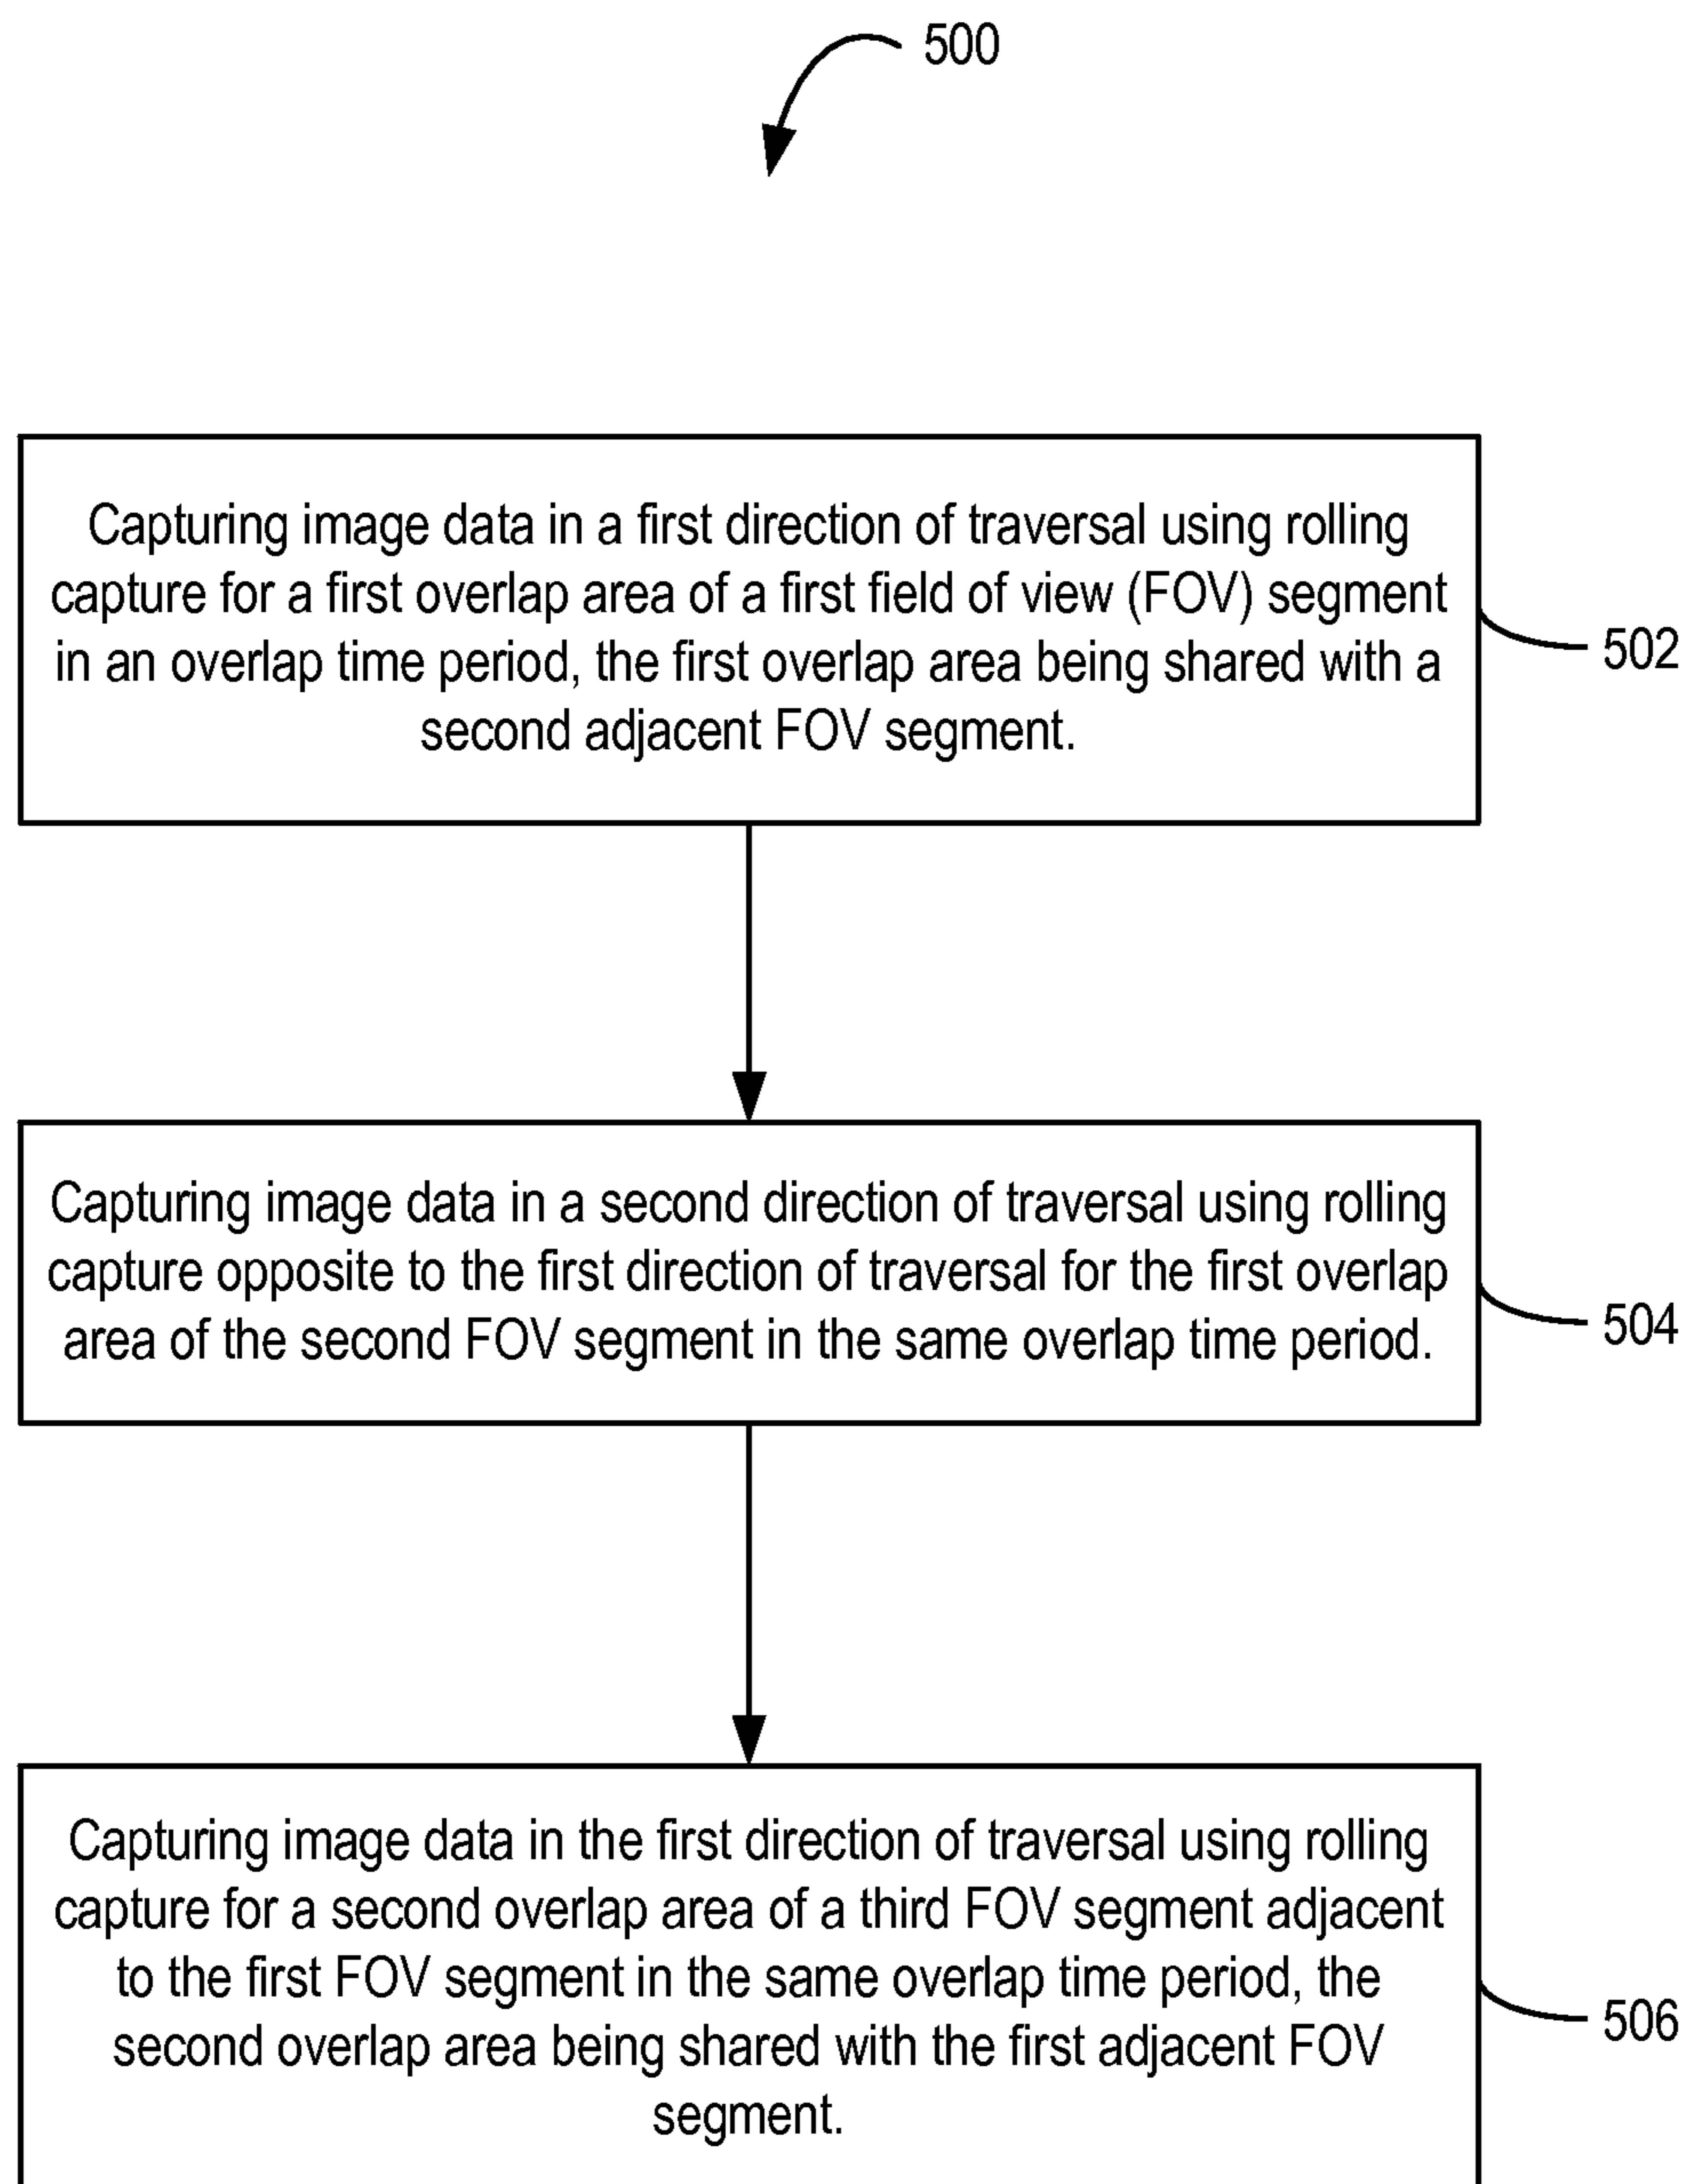 500
Capturing image data in a first direction of traversal using rolling
capture for a first overlap area of a first field of view (FOV) segment
in an overlap time period, the first overlap area being shared with a
second adjacent FOV segment.
502
Capturing image data in a second direction of traversal using rolling
capture opposite to the first direction of traversal for the first overlap
area of the second FOV segment in the same overlap time period.
504
Capturing image data in the first direction of traversal using rolling
capture for a second overlap area of a third FOV segment adjacent
to the first FOV segment in the same overlap time period, the
second overlap area being shared with the first adjacent FOV
segment.
506